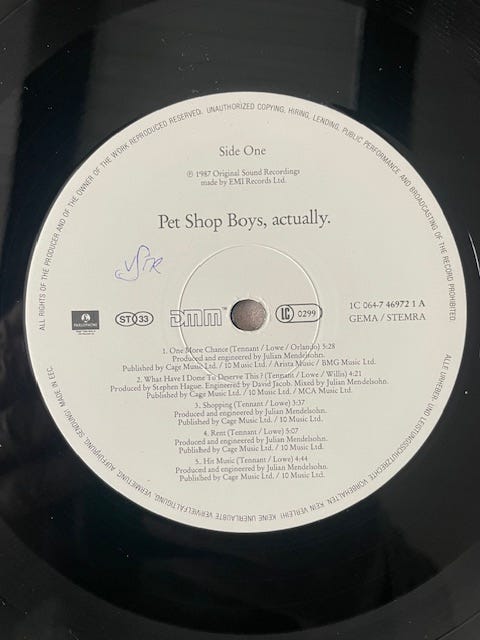 ALL RIGHTS OF THE PRODUCER AND OF THE OWNER OF THE WORK REPRODUCED RESERVED. UNAUTHORIZED COPYING, HIRING, LENDING, PUBLIC PERFORMANCE AND BROADCASTING OF THE RECORD PROHIBITED.
Side One
℗ 1987 Original Sound Recordings
made by EMI Records Ltd.
Pet Shop Boys, actually.
PARLOPHONE
ST 33
DMM™
LC 0299
1C 064-7 46972 1 A
GEMA / STEMRA
1. One More Chance (Tennant / Lowe / Orlando) 5:28
Produced and engineered by Julian Mendelsohn.
Published by Cage Music Ltd. / 10 Music Ltd. / Arista Music / BMG Music Ltd.
2. What Have I Done To Deserve This? (Tennant / Lowe / Willis) 4:21
Produced by Stephen Hague. Engineered by David Jacob. Mixed by Julian Mendelsohn.
Published by Cage Music Ltd. / 10 Music Ltd. / MCA Music Ltd.
3. Shopping (Tennant / Lowe) 3:37
Produced and engineered by Julian Mendelsohn.
Published by Cage Music Ltd. / 10 Music Ltd.
4. Rent (Tennant / Lowe) 5:07
Produced and engineered by Julian Mendelsohn.
Published by Cage Music Ltd. / 10 Music Ltd.
5. Hit Music (Tennant / Lowe) 4:44
Produced and engineered by Julian Mendelsohn.
Published by Cage Music Ltd. / 10 Music Ltd.
ALLE URHEBER- UND LEISTUNGSSCHUTZRECHTE VORBEHALTEN. KEIN VERLEIH! KEINE UNERLAUBTE VERVIELFÄLTIGUNG, VERMIETUNG, AUFFÜHRUNG, SENDUNG! MADE IN EEC.